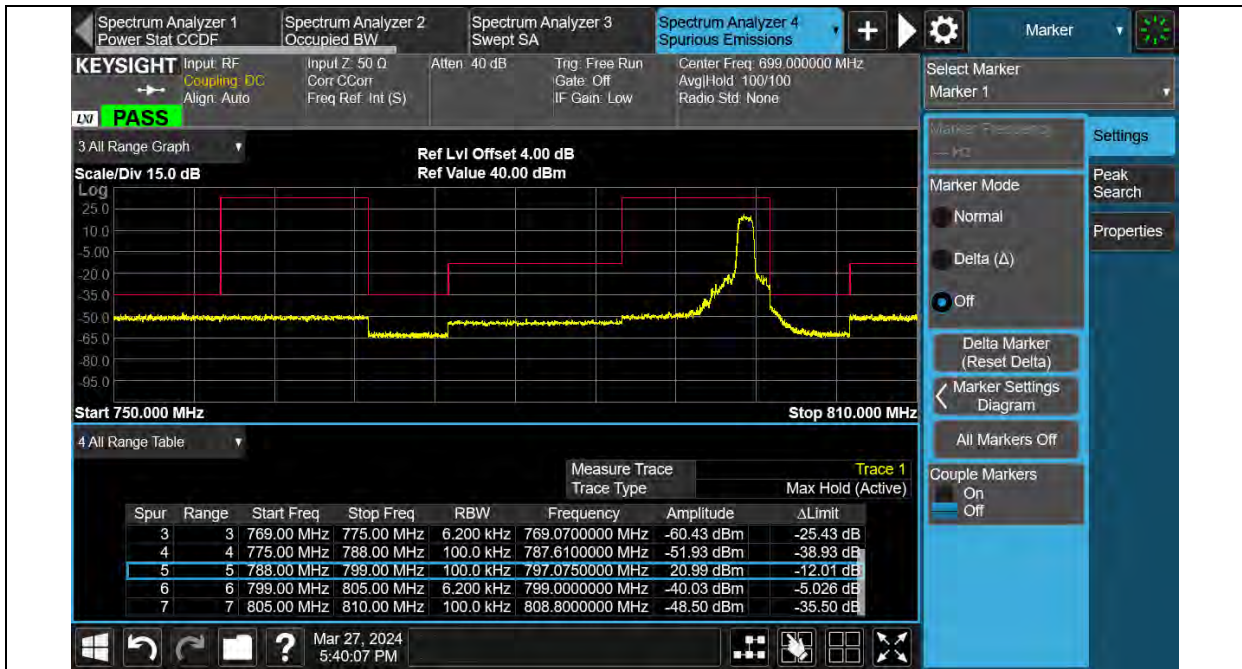 Spectrum Analyzer 1
Power Stat CCDF
Spectrum Analyzer 2
Occupied BW
Spectrum Analyzer 3
Swept SA
Spectrum Analyzer 4
Spurious Emissions
+
Marker
KEYSIGHT
Input: RF
Coupling: DC
Align: Auto
Input Z: 50 Ω
Corr CCorr
Freq Ref: Int (S)
Atten: 40 dB
Trig: Free Run
Gate: Off
IF Gain: Low
Center Freq: 699.000000 MHz
Avg|Hold: 100/100
Radio Std: None
LXI PASS
Select Marker
Marker 1
3 All Range Graph
Ref Lvl Offset 4.00 dB
Scale/Div 15.0 dB
Ref Value 40.00 dBm
Log
25.0
10.0
-5.00
-20.0
-35.0
-50.0
-65.0
-80.0
-95.0
Start 750.000 MHz
Stop 810.000 MHz
Marker Frequency
--- Hz
Settings
Marker Mode
Normal
Delta (Δ)
Off
Peak
Search
Properties
Delta Marker
(Reset Delta)
Marker Settings
Diagram
All Markers Off
Couple Markers
On
Off
4 All Range Table
Measure Trace Trace 1
Trace Type Max Hold (Active)
Spur Range Start Freq Stop Freq RBW Frequency Amplitude ΔLimit
3 3 769.00 MHz 775.00 MHz 6.200 kHz 769.0700000 MHz -60.43 dBm -25.43 dB
4 4 775.00 MHz 788.00 MHz 100.0 kHz 787.6100000 MHz -51.93 dBm -38.93 dB
5 5 788.00 MHz 799.00 MHz 100.0 kHz 797.0750000 MHz 20.99 dBm -12.01 dB
6 6 799.00 MHz 805.00 MHz 6.200 kHz 799.0000000 MHz -40.03 dBm -5.026 dB
7 7 805.00 MHz 810.00 MHz 100.0 kHz 808.8000000 MHz -48.50 dBm -35.50 dB
?
Mar 27, 2024
5:40:07 PM